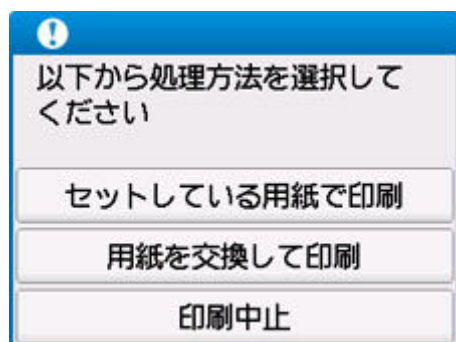 以下から処理方法を選択して
ください
セットしている用紙で印刷
用紙を交換して印刷
印刷中止